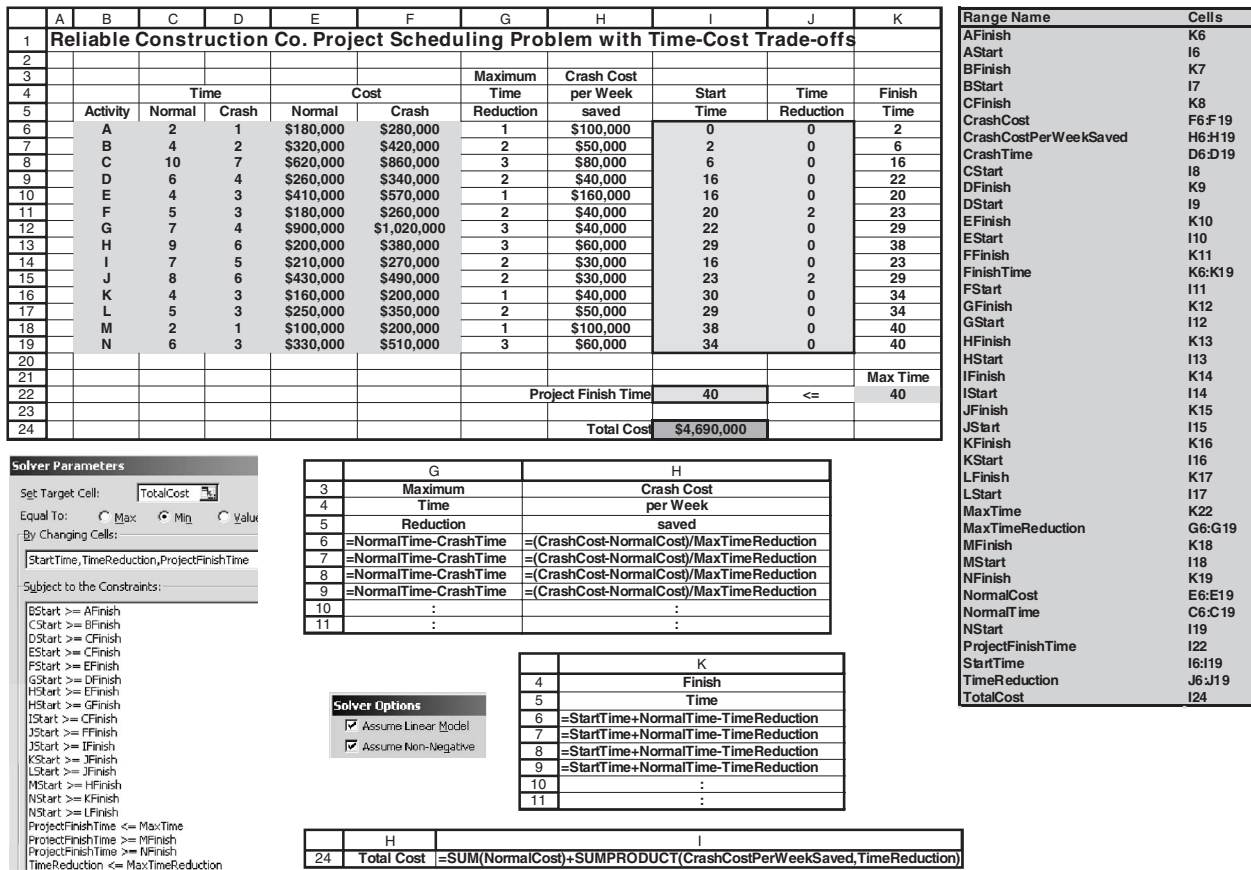 A B C D E F G H I J K
1 Reliable Construction Co. Project Scheduling Problem with Time-Cost Trade-offs
2
3 Maximum Crash Cost
4 Time Cost Time per Week Start Time Finish
5 Activity Normal Crash Normal Crash Reduction saved Time Reduction Time
6 A 2 1 $180,000 $280,000 1 $100,000 0 0 2
7 B 4 2 $320,000 $420,000 2 $50,000 2 0 6
8 C 10 7 $620,000 $860,000 3 $80,000 6 0 16
9 D 6 4 $260,000 $340,000 2 $40,000 16 0 22
10 E 4 3 $410,000 $570,000 1 $160,000 16 0 20
11 F 5 3 $180,000 $260,000 2 $40,000 20 2 23
12 G 7 4 $900,000 $1,020,000 3 $40,000 22 0 29
13 H 9 6 $200,000 $380,000 3 $60,000 29 0 38
14 I 7 5 $210,000 $270,000 2 $30,000 16 0 23
15 J 8 6 $430,000 $490,000 2 $30,000 23 2 29
16 K 4 3 $160,000 $200,000 1 $40,000 30 0 34
17 L 5 3 $250,000 $350,000 2 $50,000 29 0 34
18 M 2 1 $100,000 $200,000 1 $100,000 38 0 40
19 N 6 3 $330,000 $510,000 3 $60,000 34 0 40
20
21 Max Time
22 Project Finish Time 40 <= 40
23
24 Total Cost $4,690,000
Range Name Cells
AFinish K6
AStart I6
BFinish K7
BStart I7
CFinish K8
CrashCost F6:F19
CrashCostPerWeekSaved H6:H19
CrashTime D6:D19
CStart I8
DFinish K9
DStart I9
EFinish K10
EStart I10
FFinish K11
FinishTime K6:K19
FStart I11
GFinish K12
GStart I12
HFinish K13
HStart I13
IFinish K14
IStart I14
JFinish K15
JStart I15
KFinish K16
KStart I16
LFinish K17
LStart I17
MaxTime K22
MaxTimeReduction G6:G19
MFinish K18
MStart I18
NFinish K19
NormalCost E6:E19
NormalTime C6:C19
NStart I19
ProjectFinishTime I22
StartTime I6:I19
TimeReduction J6:J19
TotalCost I24
Solver Parameters
Set Target Cell: TotalCost
Equal To: Max Min Value
By Changing Cells:
StartTime,TimeReduction,ProjectFinishTime
Subject to the Constraints:
BStart >= AFinish
CStart >= BFinish
DStart >= CFinish
EStart >= CFinish
FStart >= EFinish
GStart >= DFinish
HStart >= EFinish
HStart >= GFinish
IStart >= CFinish
JStart >= FFinish
JStart >= IFinish
KStart >= JFinish
LStart >= JFinish
MStart >= HFinish
NStart >= KFinish
NStart >= LFinish
ProjectFinishTime <= MaxTime
ProjectFinishTime >= MFinish
ProjectFinishTime >= NFinish
TimeReduction <= MaxTimeReduction
G H
3 Maximum Crash Cost
4 Time per Week
5 Reduction saved
6 =NormalTime-CrashTime =(CrashCost-NormalCost)/MaxTimeReduction
7 =NormalTime-CrashTime =(CrashCost-NormalCost)/MaxTimeReduction
8 =NormalTime-CrashTime =(CrashCost-NormalCost)/MaxTimeReduction
9 =NormalTime-CrashTime =(CrashCost-NormalCost)/MaxTimeReduction
10 : :
11 : :
Solver Options
Assume Linear Model
Assume Non-Negative
K
4 Finish
5 Time
6 =StartTime+NormalTime-TimeReduction
7 =StartTime+NormalTime-TimeReduction
8 =StartTime+NormalTime-TimeReduction
9 =StartTime+NormalTime-TimeReduction
10 :
11 :
H I
24 Total Cost =SUM(NormalCost)+SUMPRODUCT(CrashCostPerWeekSaved,TimeReduction)